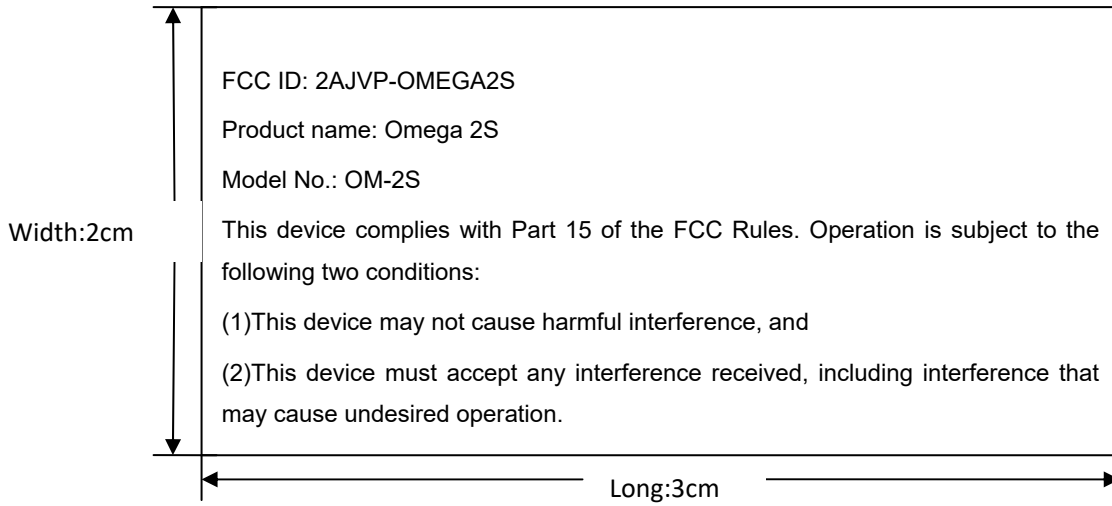 FCC ID: 2AJVP-OMEGA2S
Product name: Omega 2S
Model No.: OM-2S
Width:2cm
This device complies with Part 15 of the FCC Rules. Operation is subject to the
following two conditions:
(1)This device may not cause harmful interference, and
(2)This device must accept any interference received, including interference that
may cause undesired operation.
Long:3cm